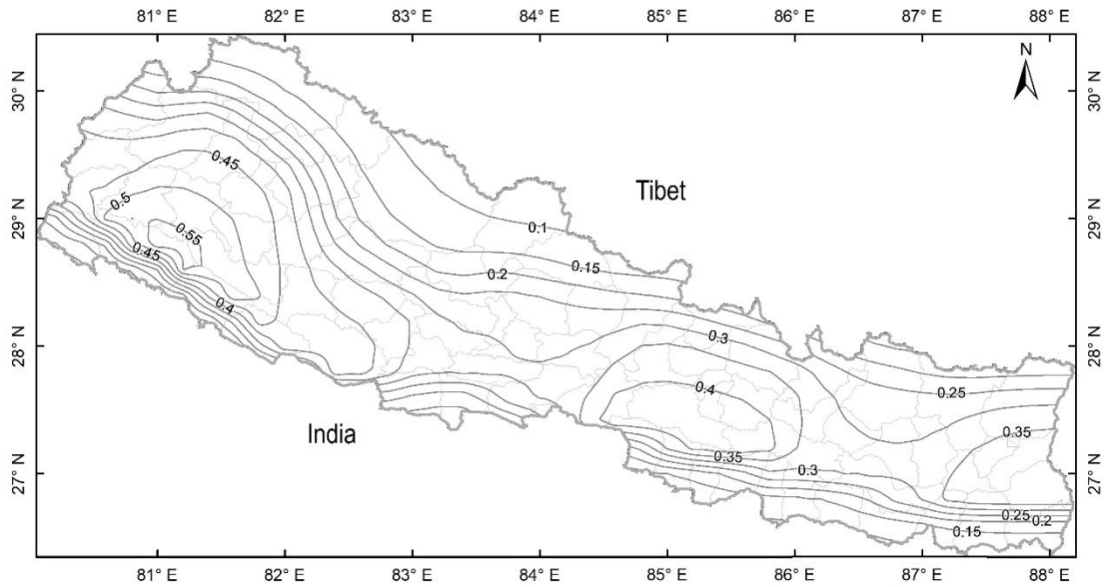 81° E 82° E 83° E 84° E 85° E 86° E 87° E 88° E
N
30° N 30° N
0.45
Tibet
0.5
29° N 29° N
0.55
0.1
0.45
0.15
0.2
0.4
0.3
28° N 28° N
0.25
0.4
0.35
India
0.35
27° N 27° N
0.3
0.25
0.2
0.15
81° E 82° E 83° E 84° E 85° E 86° E 87° E 88° E